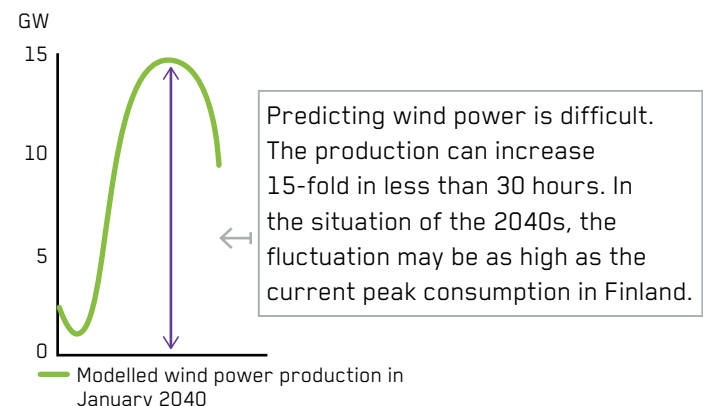 GW
15
10
5
0
Predicting wind power is difficult.
The production can increase
15-fold in less than 30 hours. In
the situation of the 2040s, the
fluctuation may be as high as the
current peak consumption in Finland.
Modelled wind power production in
January 2040